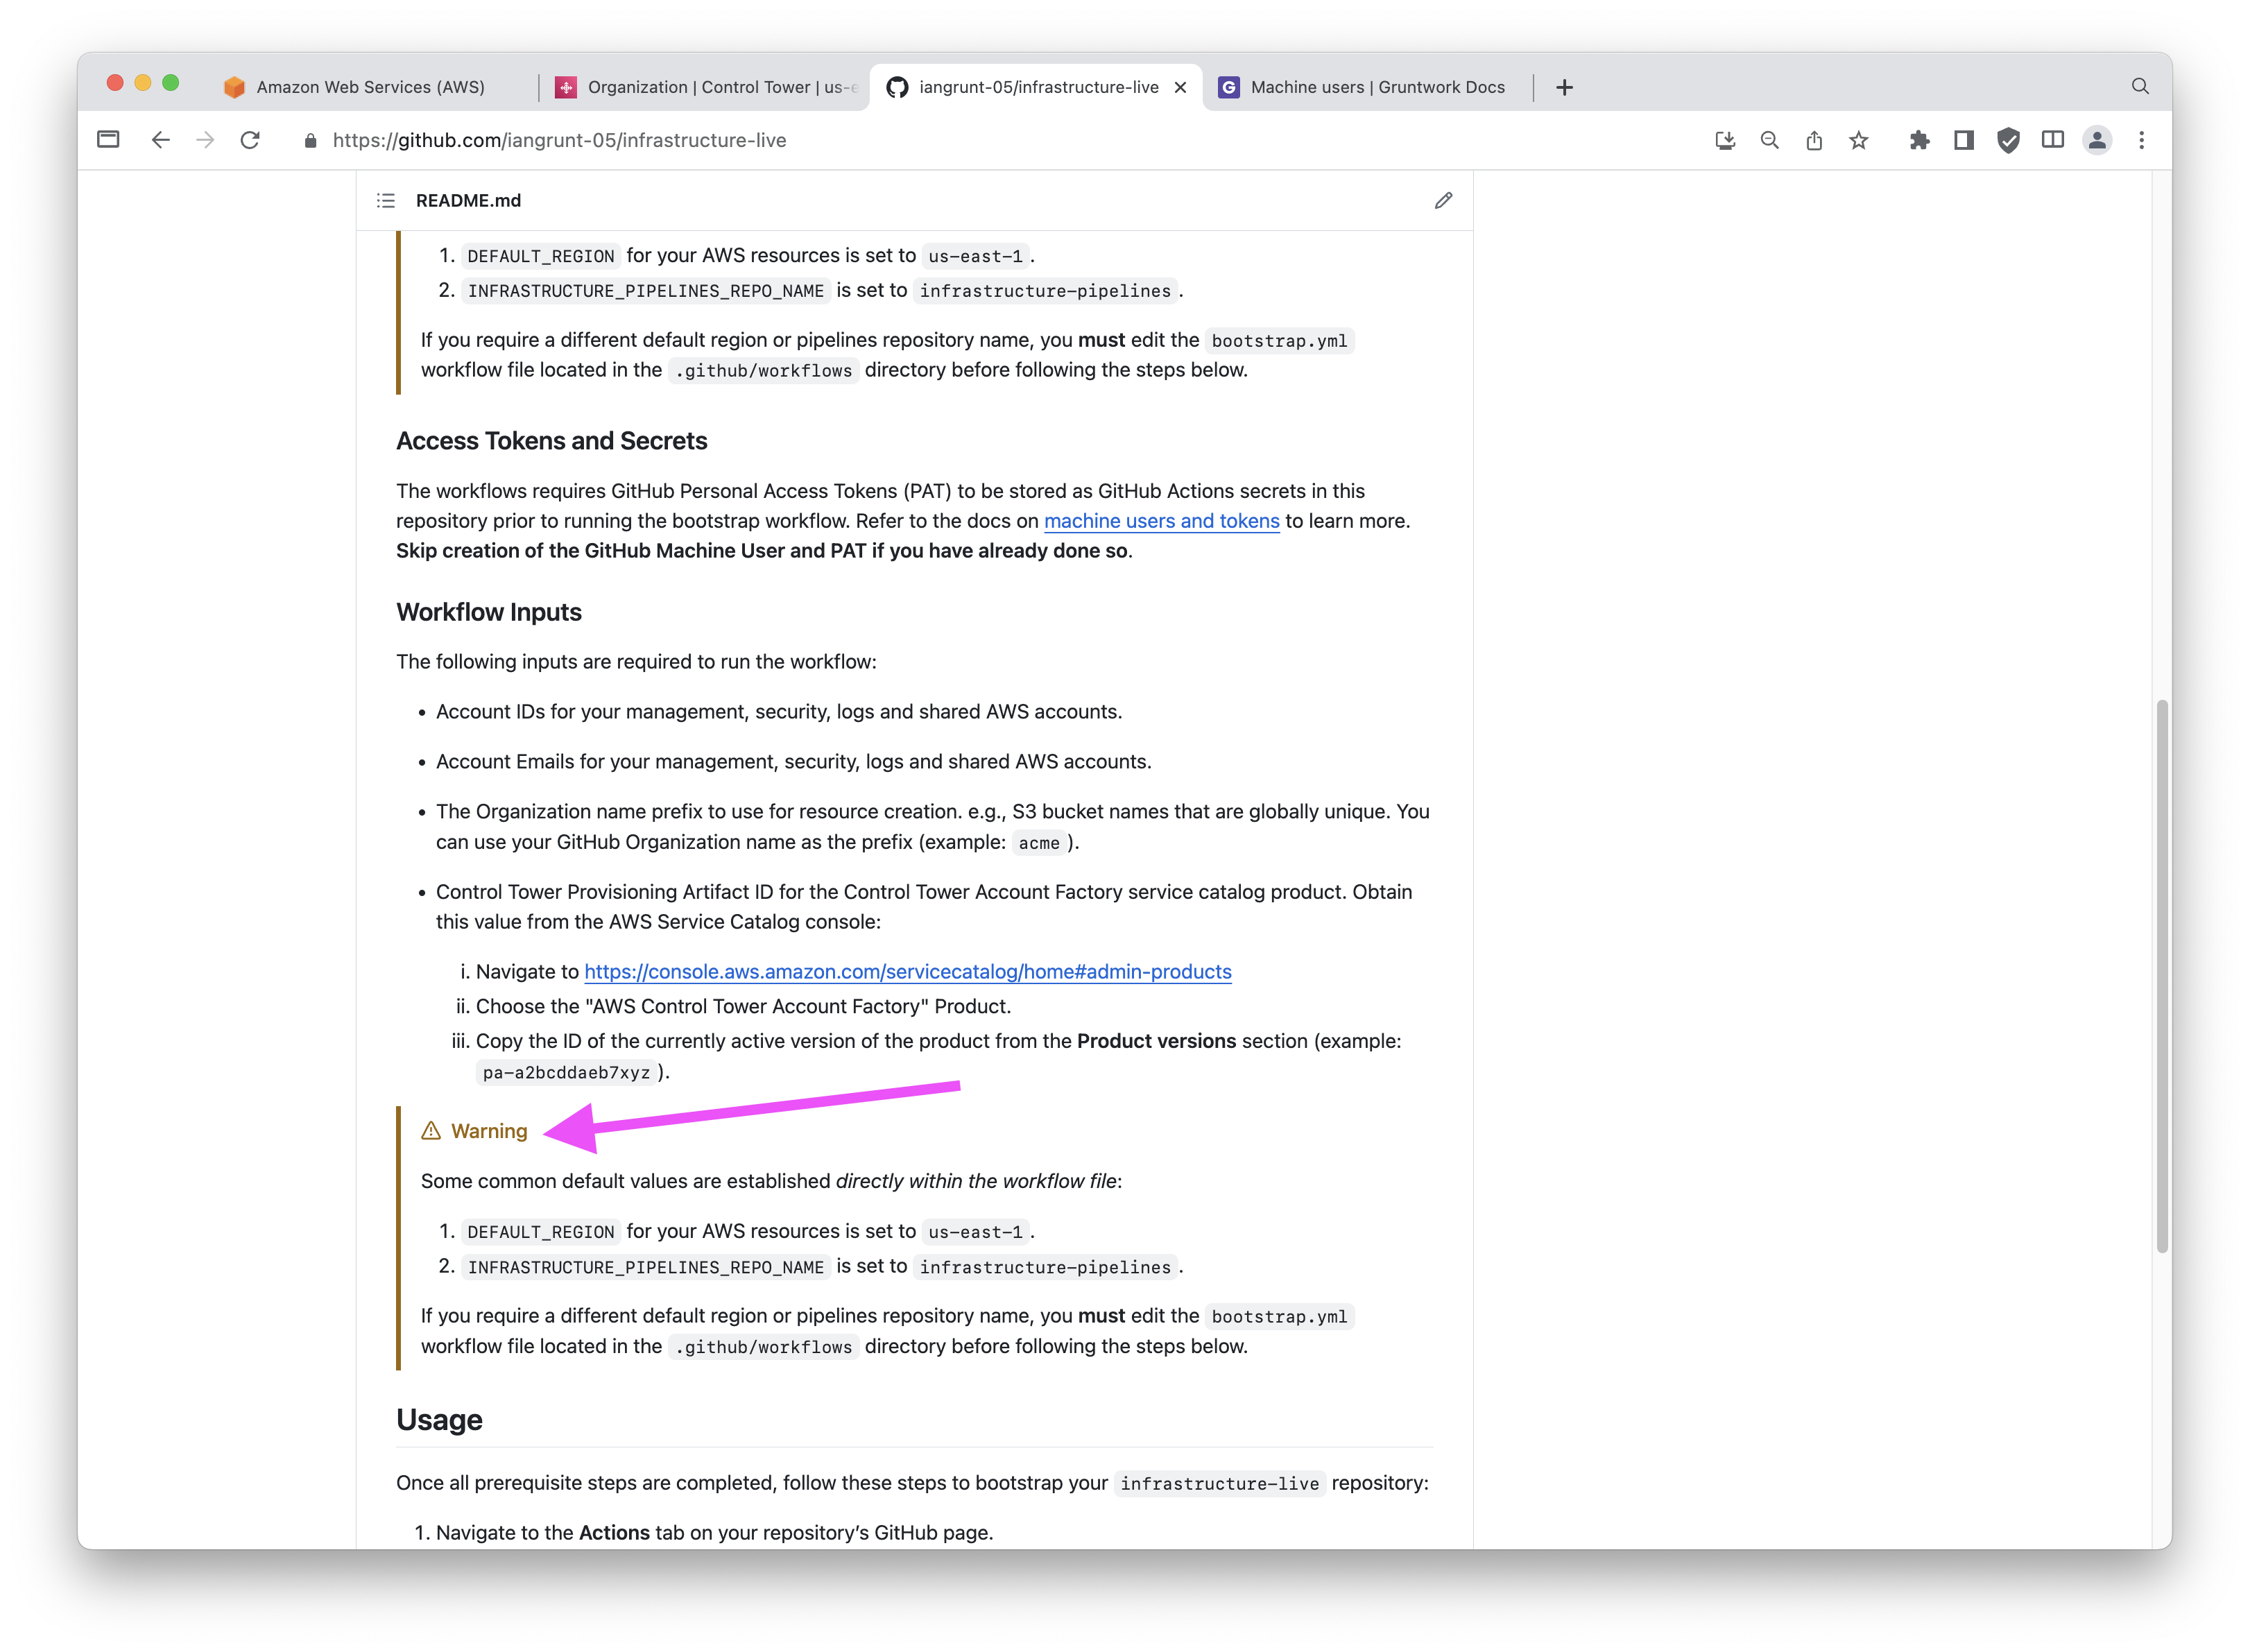 Amazon Web Services (AWS)
Organization | Control Tower | us-e
iangrunt-05/infrastructure-live
Machine users | Gruntwork Docs
https://github.com/iangrunt-05/infrastructure-live
README.md
1. DEFAULT_REGION for your AWS resources is set to us-east-1.
2. INFRASTRUCTURE_PIPELINES_REPO_NAME is set to infrastructure-pipelines.
If you require a different default region or pipelines repository name, you must edit the bootstrap.yml
workflow file located in the .github/workflows directory before following the steps below.
Access Tokens and Secrets
The workflows requires GitHub Personal Access Tokens (PAT) to be stored as GitHub Actions secrets in this
repository prior to running the bootstrap workflow. Refer to the docs on machine users and tokens to learn more.
Skip creation of the GitHub Machine User and PAT if you have already done so.
Workflow Inputs
The following inputs are required to run the workflow:
• Account IDs for your management, security, logs and shared AWS accounts.
• Account Emails for your management, security, logs and shared AWS accounts.
• The Organization name prefix to use for resource creation. e.g., S3 bucket names that are globally unique. You
can use your GitHub Organization name as the prefix (example: acme).
• Control Tower Provisioning Artifact ID for the Control Tower Account Factory service catalog product. Obtain
this value from the AWS Service Catalog console:
i. Navigate to https://console.aws.amazon.com/servicecatalog/home#admin-products
ii. Choose the "AWS Control Tower Account Factory" Product.
iii. Copy the ID of the currently active version of the product from the Product versions section (example:
pa-a2bcddaeb7xyz).
Warning
Some common default values are established directly within the workflow file:
1. DEFAULT_REGION for your AWS resources is set to us-east-1.
2. INFRASTRUCTURE_PIPELINES_REPO_NAME is set to infrastructure-pipelines.
If you require a different default region or pipelines repository name, you must edit the bootstrap.yml
workflow file located in the .github/workflows directory before following the steps below.
Usage
Once all prerequisite steps are completed, follow these steps to bootstrap your infrastructure-live repository:
1. Navigate to the Actions tab on your repository’s GitHub page.